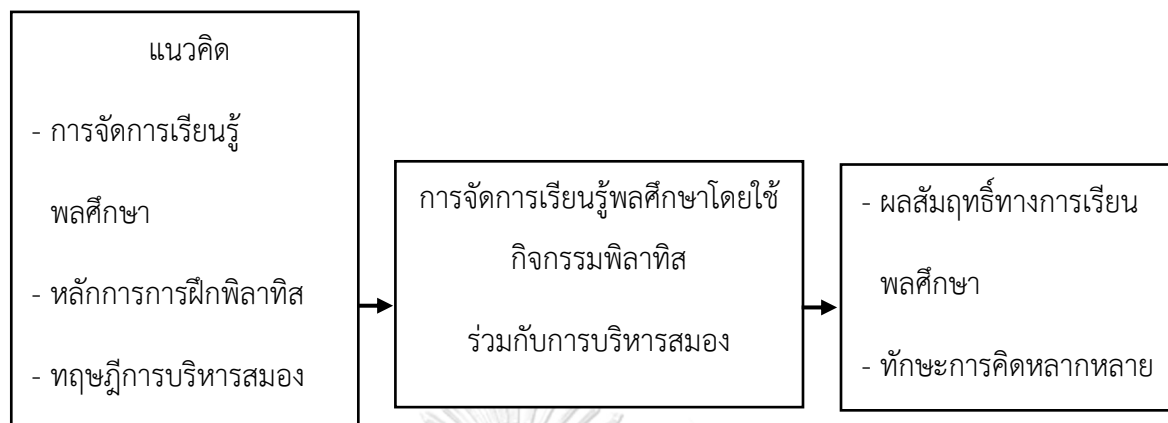 แนวคิด
- การจัดการเรียนรู้
พลศึกษา
- หลักการการฝึกพิลาทิส
- ทฤษฎีการบริหารสมอง
การจัดการเรียนรู้พลศึกษาโดยใช้
กิจกรรมพิลาทิส
ร่วมกับการบริหารสมอง
- ผลสัมฤทธิ์ทางการเรียน
พลศึกษา
- ทักษะการคิดหลากหลาย